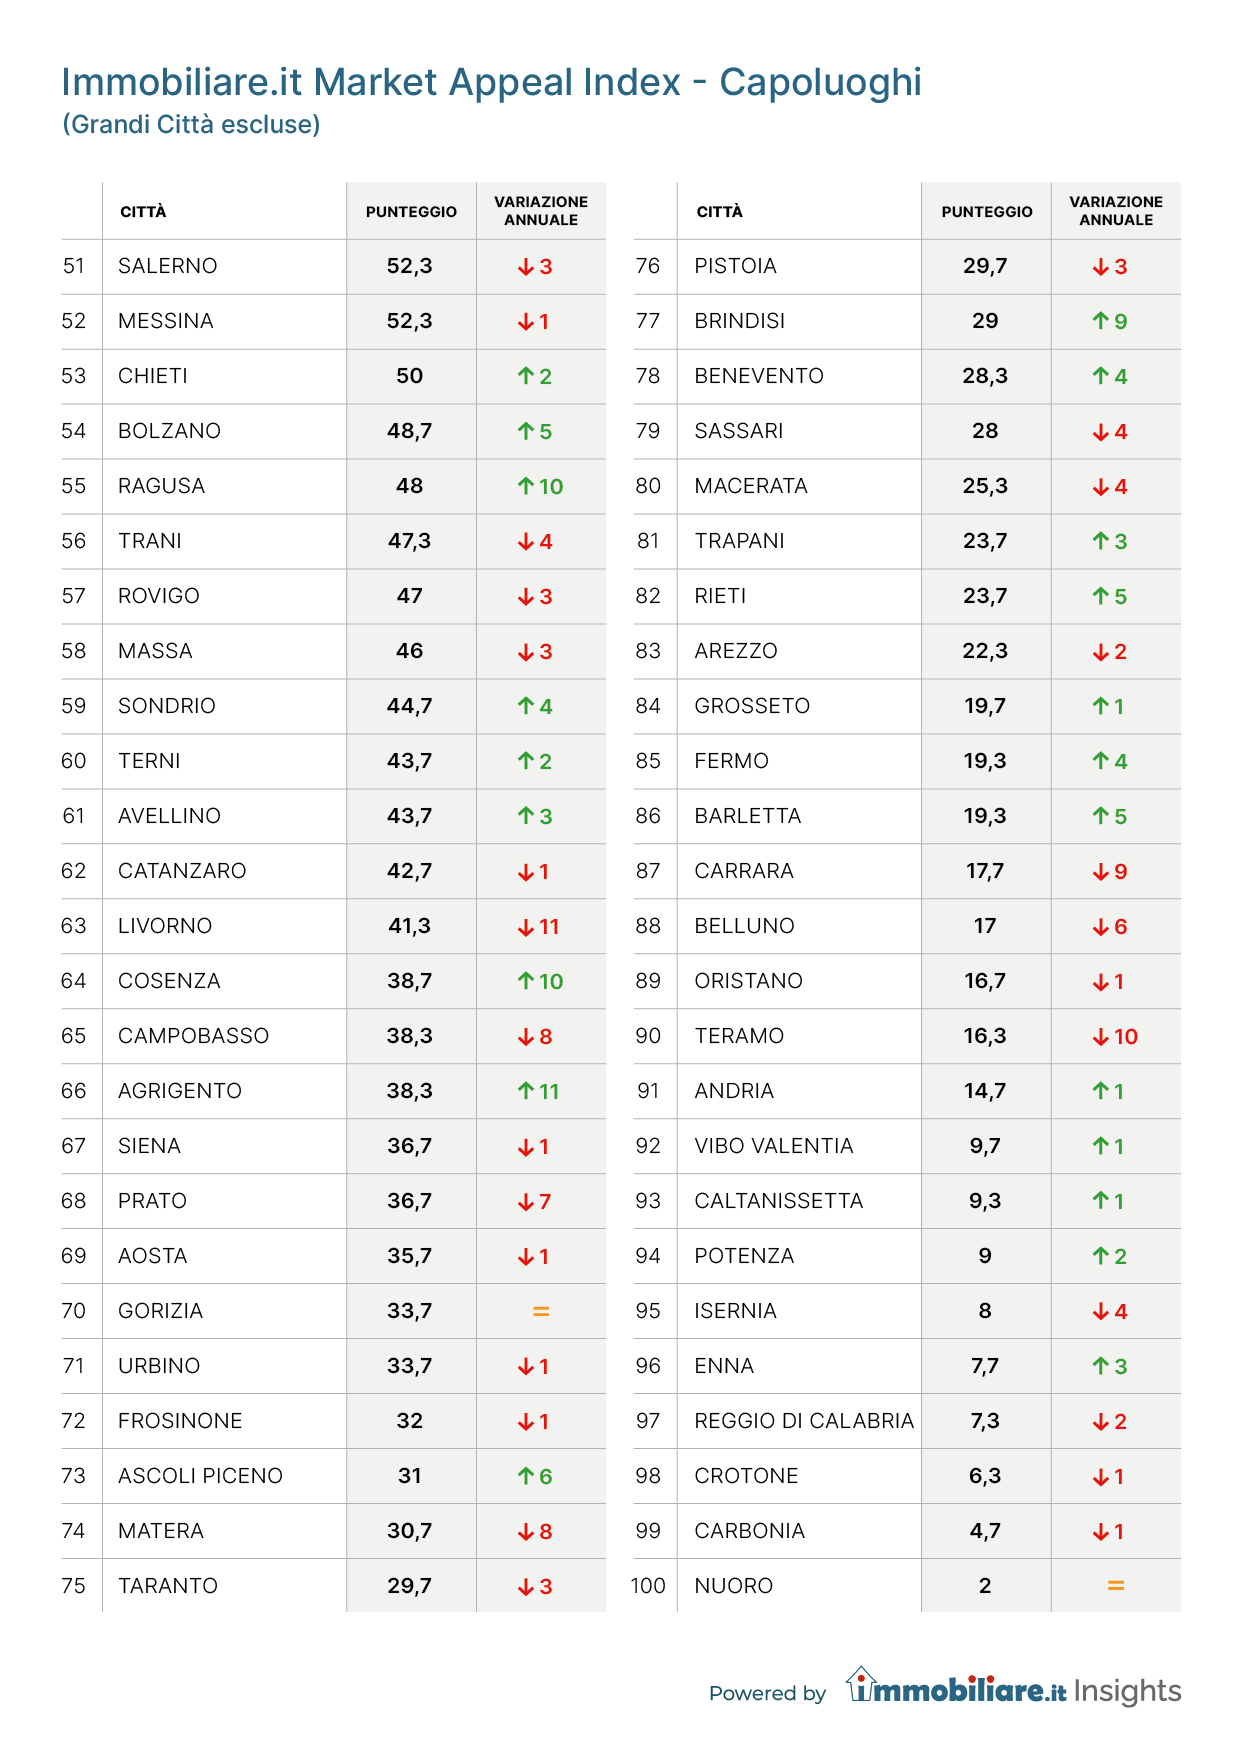 Immobiliare.it Market Appeal Index - Capoluoghi
(Grandi Città escluse)
CITTÀ PUNTEGGIO VARIAZIONE ANNUALE
51 SALERNO 52,3 ↓3
52 MESSINA 52,3 ↓1
53 CHIETI 50 ↑2
54 BOLZANO 48,7 ↑5
55 RAGUSA 48 ↑10
56 TRANI 47,3 ↓4
57 ROVIGO 47 ↓3
58 MASSA 46 ↓3
59 SONDRIO 44,7 ↑4
60 TERNI 43,7 ↑2
61 AVELLINO 43,7 ↑3
62 CATANZARO 42,7 ↓1
63 LIVORNO 41,3 ↓11
64 COSENZA 38,7 ↑10
65 CAMPOBASSO 38,3 ↓8
66 AGRIGENTO 38,3 ↑11
67 SIENA 36,7 ↓1
68 PRATO 36,7 ↓7
69 AOSTA 35,7 ↓1
70 GORIZIA 33,7 =
71 URBINO 33,7 ↓1
72 FROSINONE 32 ↓1
73 ASCOLI PICENO 31 ↑6
74 MATERA 30,7 ↓8
75 TARANTO 29,7 ↓3
CITTÀ PUNTEGGIO VARIAZIONE ANNUALE
76 PISTOIA 29,7 ↓3
77 BRINDISI 29 ↑9
78 BENEVENTO 28,3 ↑4
79 SASSARI 28 ↓4
80 MACERATA 25,3 ↓4
81 TRAPANI 23,7 ↑3
82 RIETI 23,7 ↑5
83 AREZZO 22,3 ↓2
84 GROSSETO 19,7 ↑1
85 FERMO 19,3 ↑4
86 BARLETTA 19,3 ↑5
87 CARRARA 17,7 ↓9
88 BELLUNO 17 ↓6
89 ORISTANO 16,7 ↓1
90 TERAMO 16,3 ↓10
91 ANDRIA 14,7 ↑1
92 VIBO VALENTIA 9,7 ↑1
93 CALTANISSETTA 9,3 ↑1
94 POTENZA 9 ↑2
95 ISERNIA 8 ↓4
96 ENNA 7,7 ↑3
97 REGGIO DI CALABRIA 7,3 ↓2
98 CROTONE 6,3 ↓1
99 CARBONIA 4,7 ↓1
100 NUORO 2 =
Powered by immobiliare.it Insights